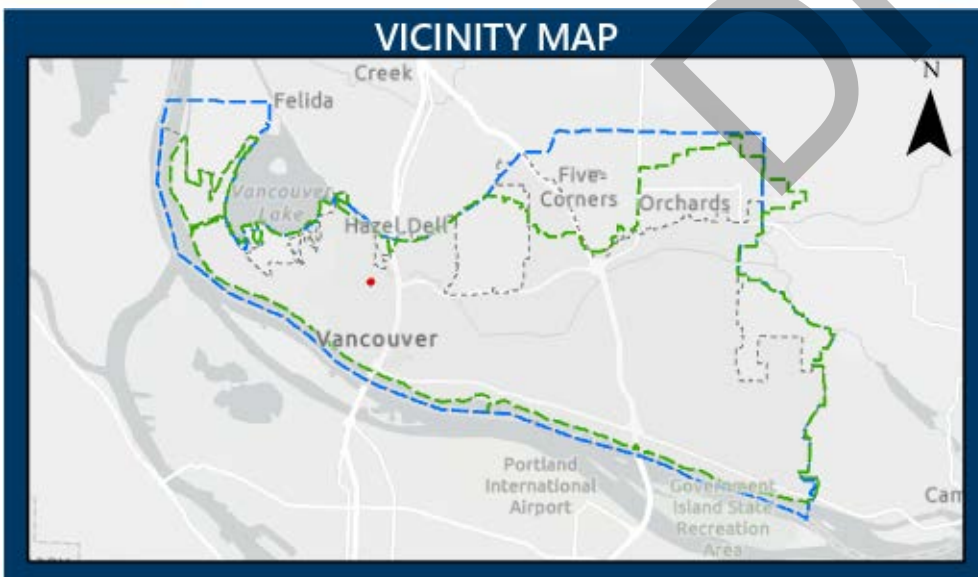 VICINITY MAP
Creek
N
Felida
Five
Corners
Orchards
Vancouver
Lake
Hazel Dell
Vancouver
Portland
International
Airport
Government
Island State
Recreation
Area
Cam